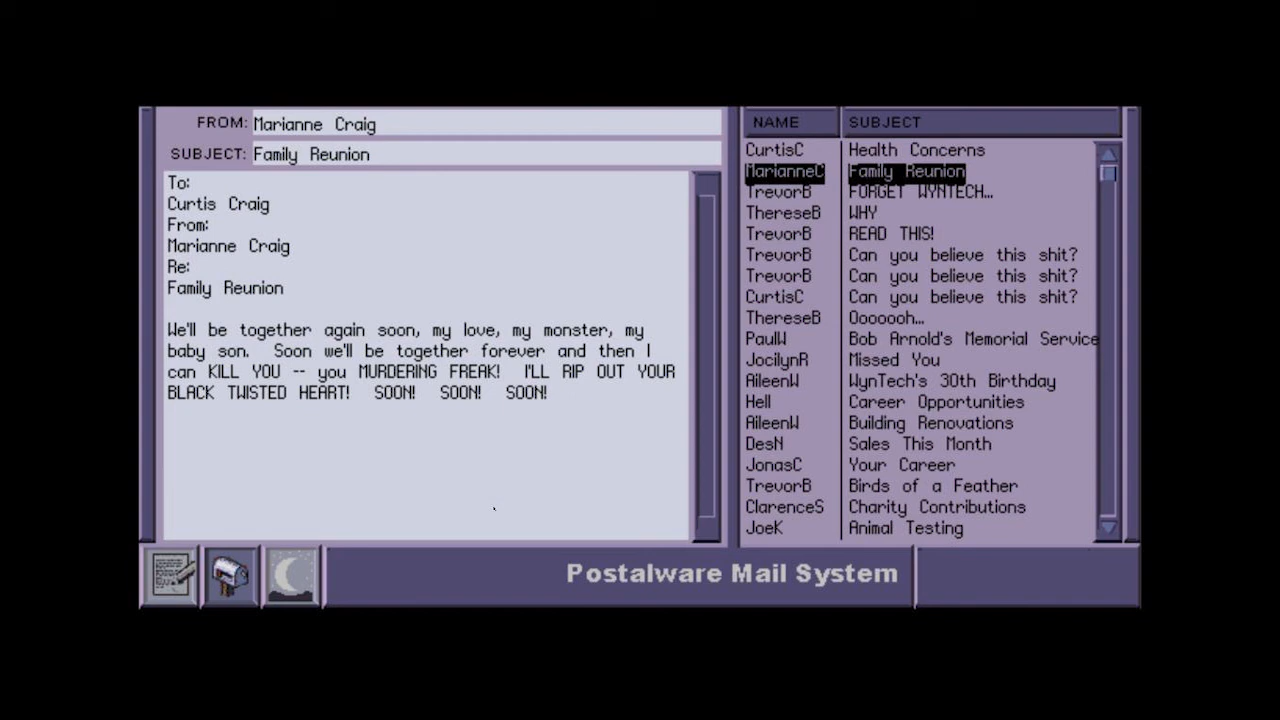 FROM: Marianne Craig
SUBJECT: Family Reunion
To:
Curtis Craig
From:
Marianne Craig
Re:
Family Reunion
We'll be together again soon, my love, my monster, my
baby son. Soon we'll be together forever and then I
can KILL YOU -- you MURDERING FREAK! I'LL RIP OUT YOUR
BLACK TWISTED HEART! SOON! SOON! SOON!
NAME SUBJECT
CurtisC Health Concerns
MarianneC Family Reunion
TrevorB FORGET WYNTECH...
ThereseB WHY
TrevorB READ THIS!
TrevorB Can you believe this shit?
TrevorB Can you believe this shit?
CurtisC Can you believe this shit?
ThereseB Ooooooh...
PaulW Bob Arnold's Memorial Service
JocilynR Missed You
AileenW WynTech's 30th Birthday
Hell Career Opportunities
AileenW Building Renovations
DesN Sales This Month
JonasC Your Career
TrevorB Birds of a Feather
ClarenceS Charity Contributions
JoeK Animal Testing
Postalware Mail System